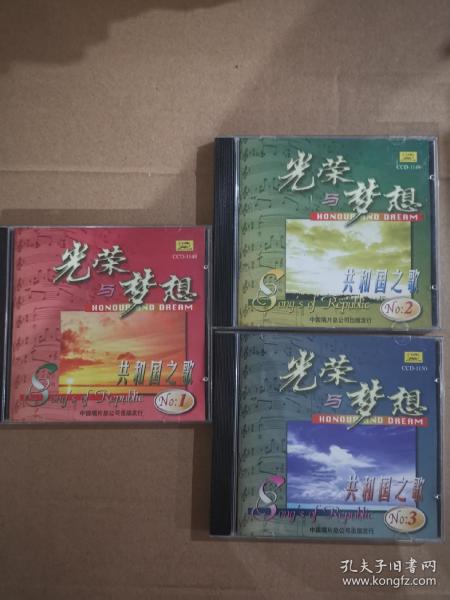 CCD-1148
光荣
与梦想
HONOUR AND DREAM
共和国之歌
Song's of Republic
No:1
中国唱片总公司出版发行
CCD-1149
光荣
与梦想
HONOUR AND DREAM
共和国之歌
Song's of Republic
No:2
中国唱片总公司出版发行
CCD-1150
光荣
与梦想
HONOUR AND DREAM
共和国之歌
Song's of Republic
No:3
中国唱片总公司出版发行
孔夫子旧书网
www.kongfz.com